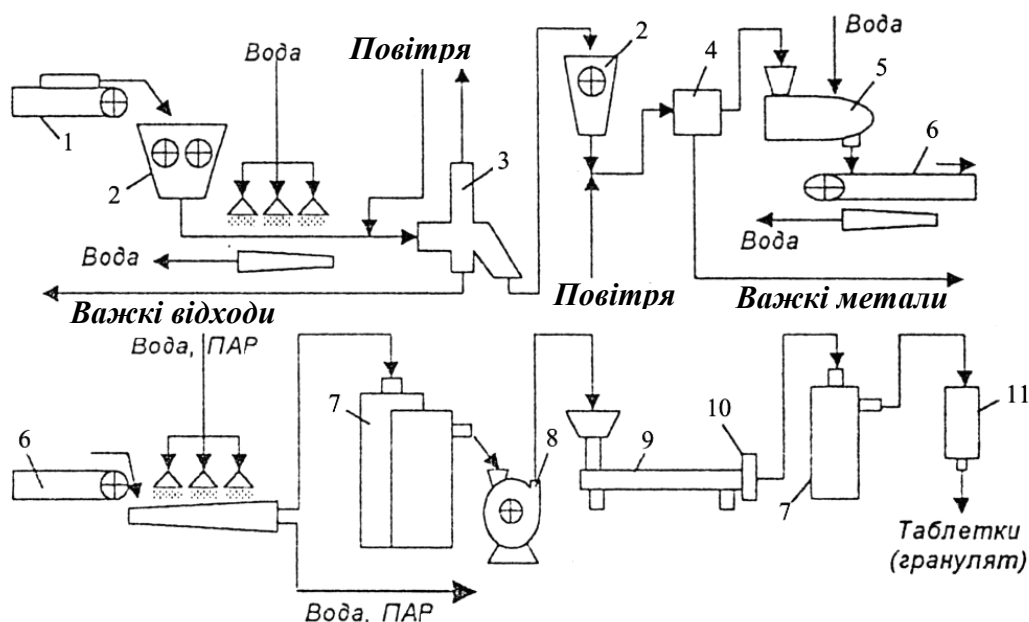 Вода
Повітря
2
4
Вода
5
1
2
3
6
Вода
Вода
Важкі відходи
Повітря
Важкі метали
Вода, ПАР
7
8
10
11
6
9
7
Таблетки
(гранулят)
Вода, ПАР